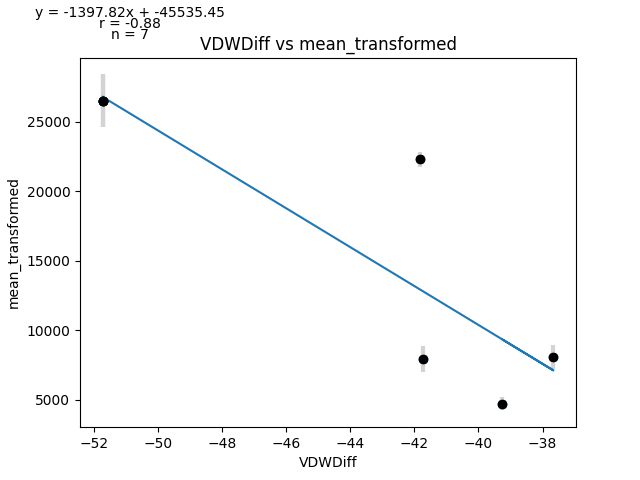 y = -1397.82x + -45535.45
r = -0.88
n = 7
VDWDiff vs mean_transformed
mean_transformed
25000
20000
15000
10000
5000
−52 −50 −48 −46 −44 −42 −40 −38
VDWDiff